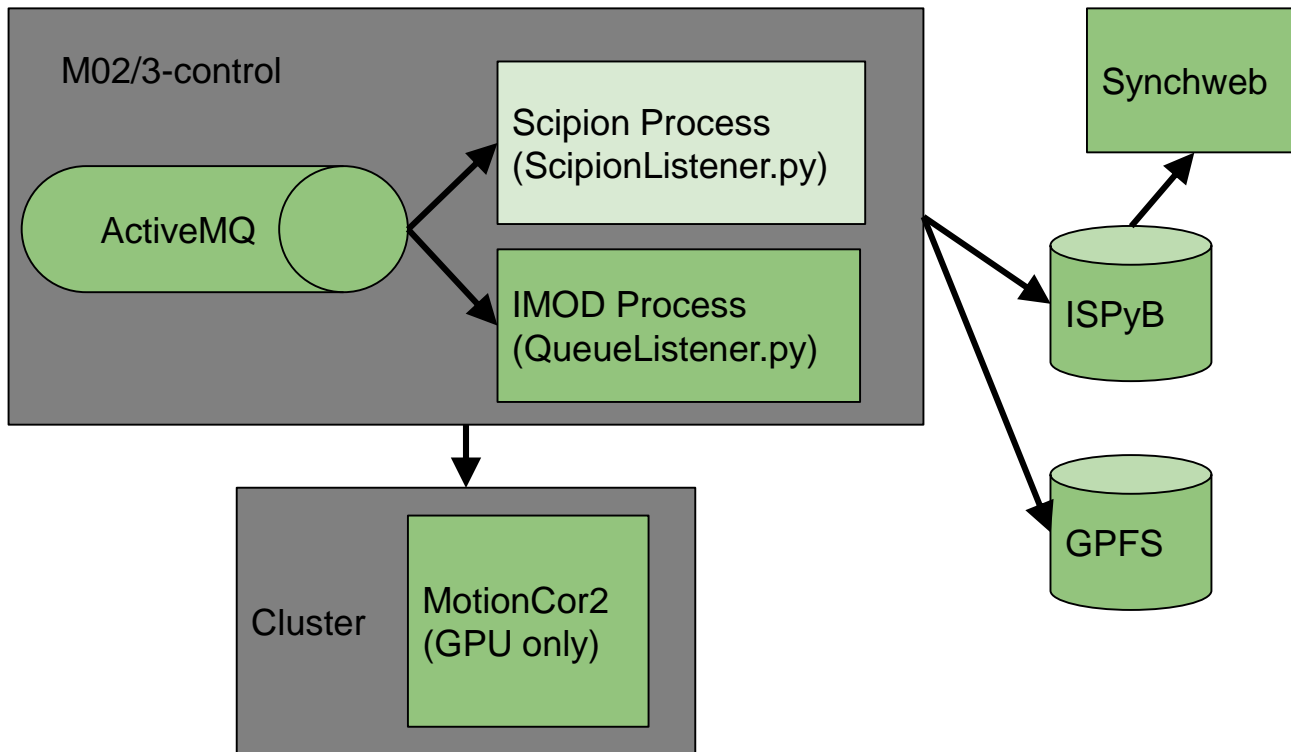 M02/3-control
Scipion Process
(ScipionListener.py)
ActiveMQ
IMOD Process
(QueueListener.py)
Synchweb
ISPyB
GPFS
Cluster
MotionCor2
(GPU only)